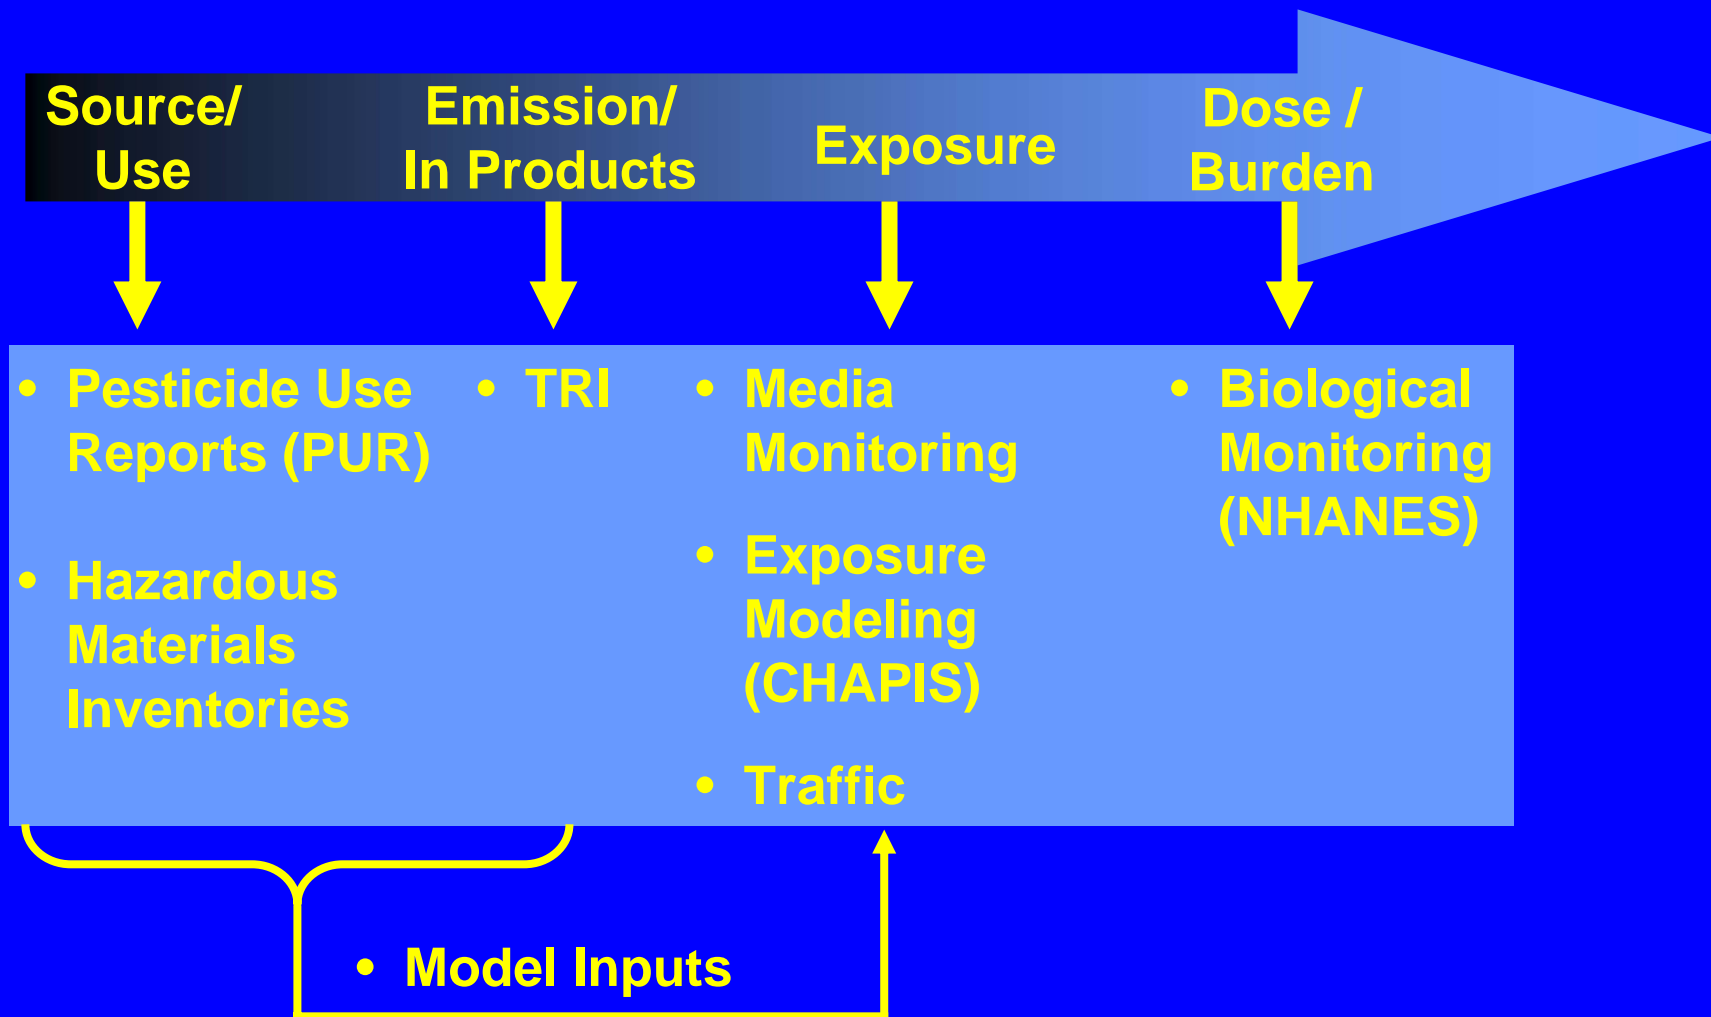 Source/
Use
Emission/
In Products
Exposure
Dose /
Burden
• Pesticide Use
Reports (PUR)
• Hazardous
Materials
Inventories
• TRI
• Media
Monitoring
• Exposure
Modeling
(CHAPIS)
• Traffic
• Biological
Monitoring
(NHANES)
• Model Inputs